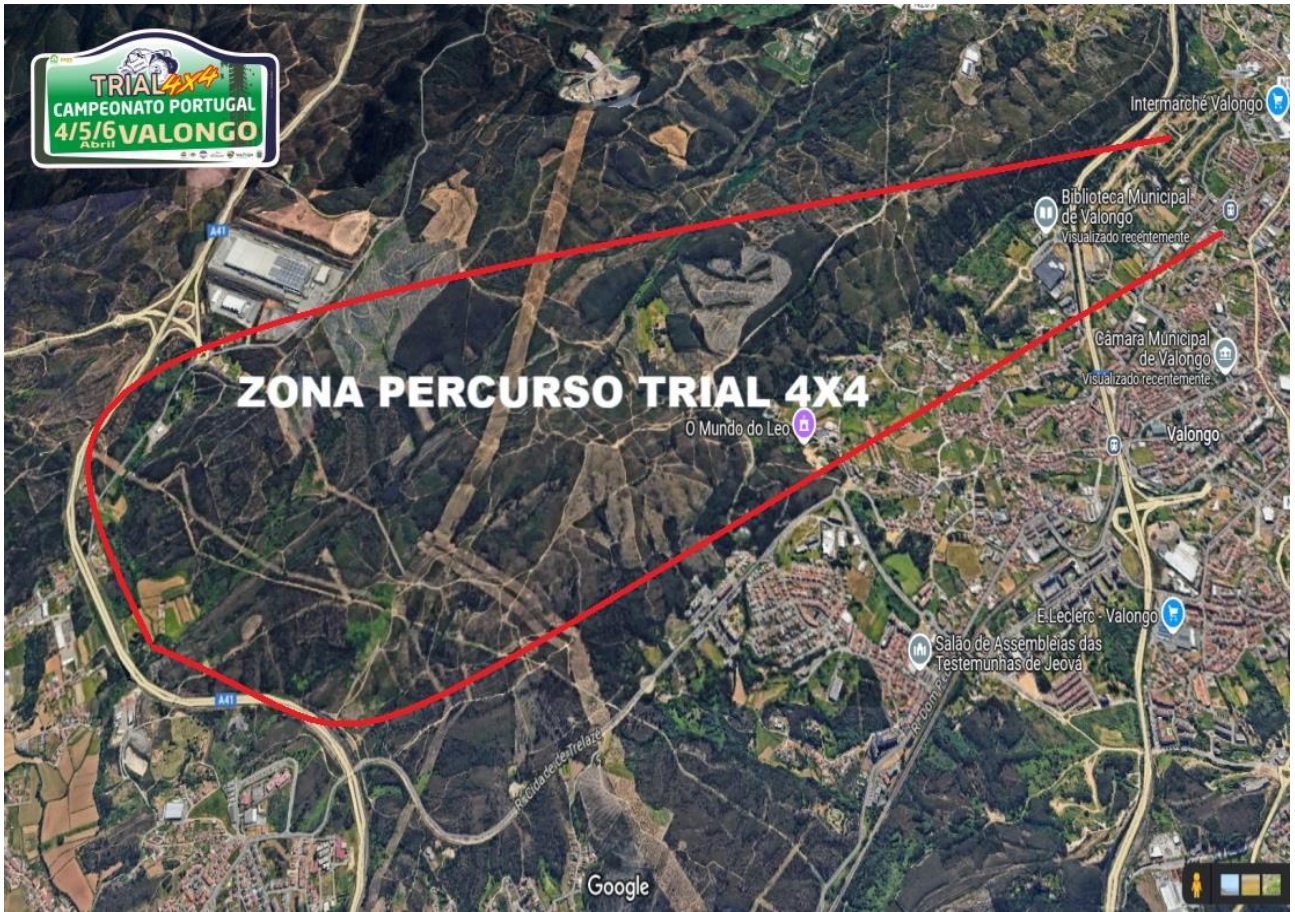 TRIAL 4x4
CAMPEONATO PORTUGAL
4/5/6 VALONGO
Abril
Intermarché Valongo
Biblioteca Municipal
de Valongo
Visualizado recentemente
A41
Câmara Municipal
de Valongo
Visualizado recentemente
ZONA PERCURSO TRIAL 4X4
O Mundo do Leo
Valongo
E.Leclerc - Valongo
Salão de Assembleias das
Testemunhas de Jeová
A41
R. Cidade de Trelazé
Google